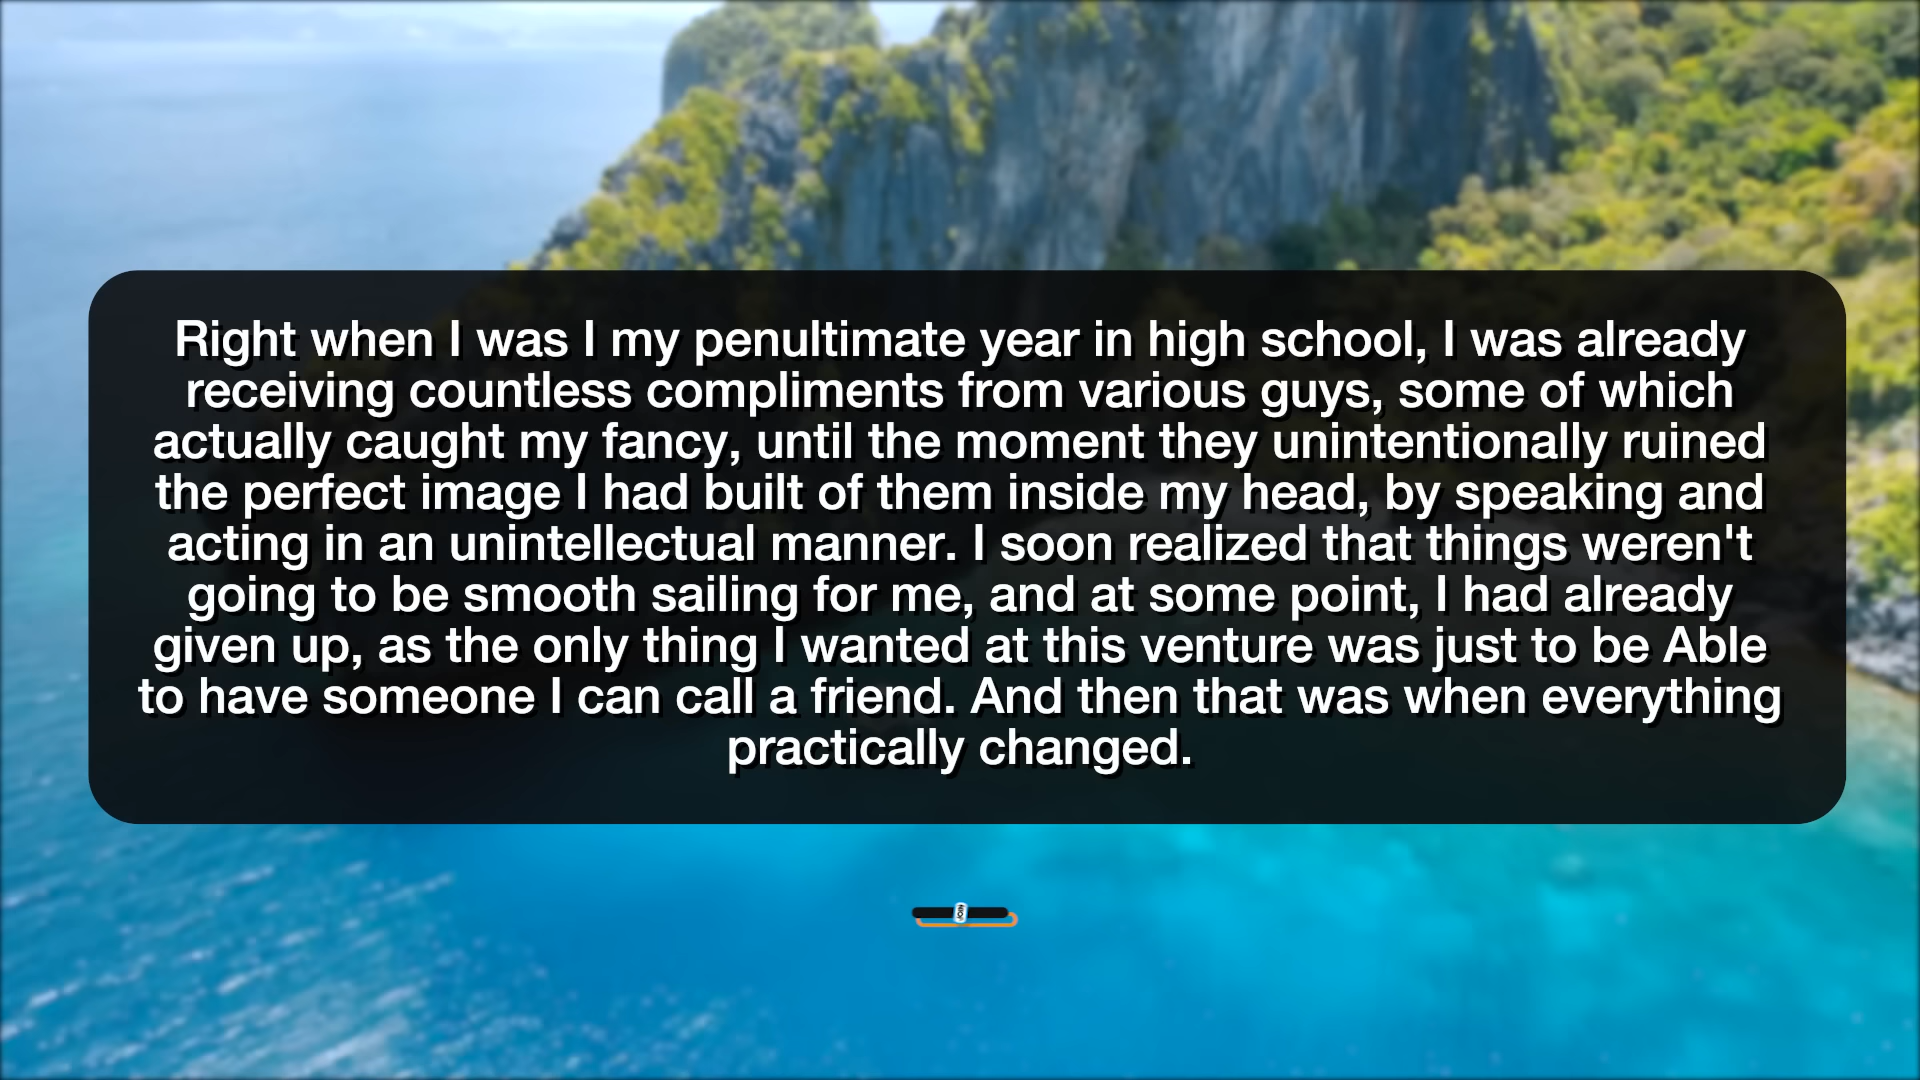 Right when I was I my penultimate year in high school, I was already
receiving countless compliments from various guys, some of which
actually caught my fancy, until the moment they unintentionally ruined
the perfect image I had built of them inside my head, by speaking and
acting in an unintellectual manner. I soon realized that things weren't
going to be smooth sailing for me, and at some point, I had already
given up, as the only thing I wanted at this venture was just to be Able
to have someone I can call a friend. And then that was when everything
practically changed.